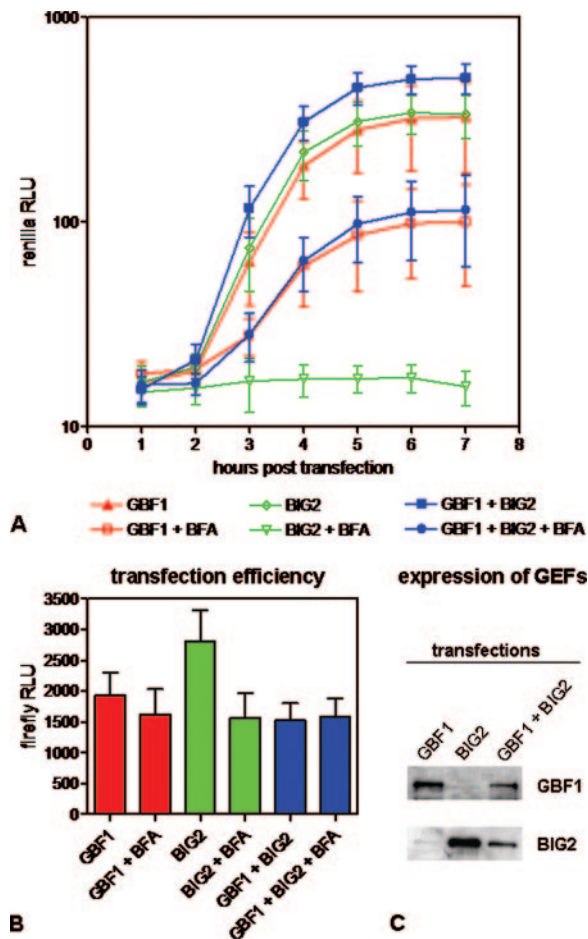 1000
100
10
renilla RLU
0 1 2 3 4 5 6 7 8
hours post transfection
GBF1 BIG2 GBF1 + BIG2
GBF1 + BFA BIG2 + BFA GBF1 + BIG2 + BFA
A
transfection efficiency
3500
3000
2500
2000
1500
1000
500
0
firefly RLU
GBF1
GBF1 + BFA
BIG2
BIG2 + BFA
GBF1 + BIG2
GBF1 + BIG2 + BFA
B
expression of GEFs
transfections
GBF1
BIG2
GBF1 + BIG2
GBF1
BIG2
C